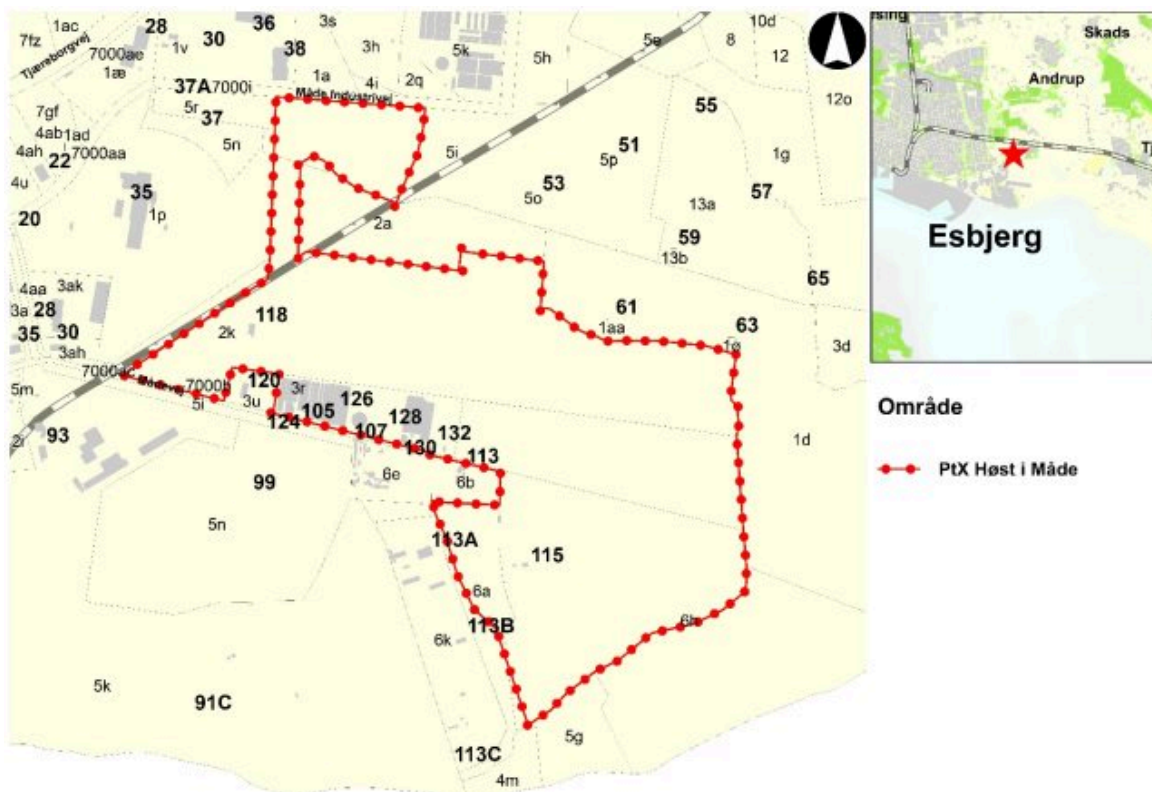 1ac
28
36
3s
7fz
Tjæreborgvej
7000ae
1æ
1v
30
38
3h
5k
5h
5e
8
10d
12
37A
7000i
1a
4i
2q
Måde Industrivej
12o
7gf
5r
37
55
4ab
1ad
5n
4ah
22
7000aa
5i
51
5p
1g
4u
35
1p
53
5o
57
20
13a
2a
59
13b
65
4aa
3ak
3a
28
118
61
35
30
2k
1aa
63
1ø
3ah
3d
7000ac
Mådevej
7000b
120
3r
5m
5i
3u
126
105
128
2i
93
124
107
132
130
113
1d
99
6e
6b
5n
113A
115
6a
113B
6h
6k
5k
91C
5g
113C
4m
Skads
Andrup
Esbjerg
Område
PtX Høst i Måde